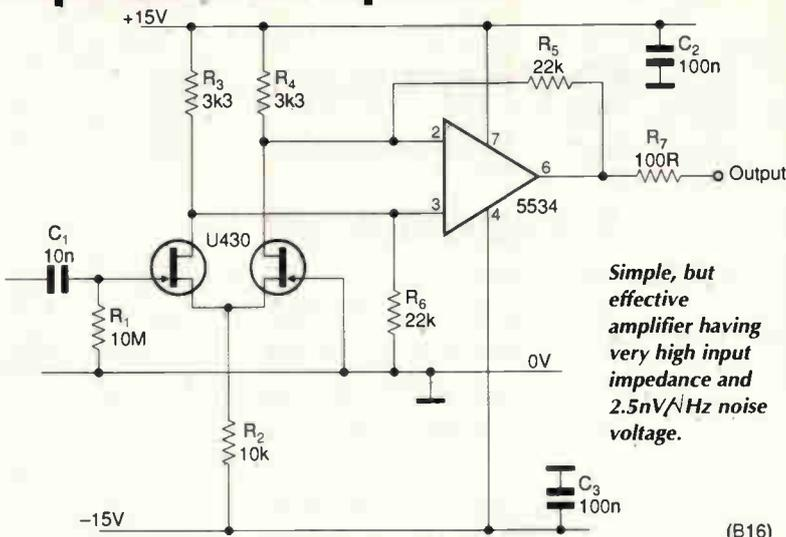 +15V
R3
3k3
R4
3k3
R5
22k
C2
100n
2
7
R7
100R
6
Output
3
4
5534
C1
10n
U430
R1
10M
R6
22k
Simple, but
effective
amplifier having
very high input
impedance and
2.5nV/√Hz noise
voltage.
0V
R2
10k
C3
100n
−15V
(B16)